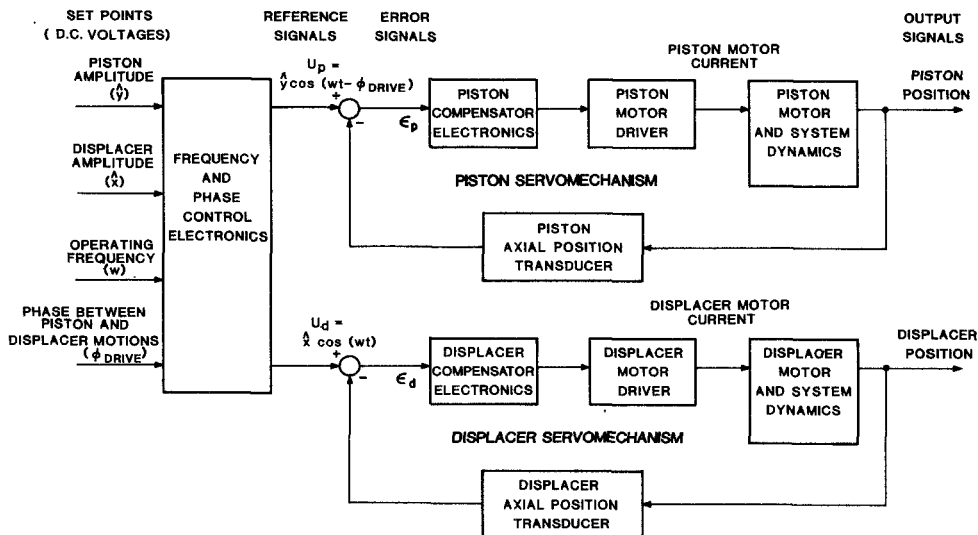 SET POINTS
( D.C. VOLTAGES)
REFERENCE
SIGNALS
ERROR
SIGNALS
OUTPUT
SIGNALS
PISTON
AMPLITUDE
(ŷ)
DISPLACER
AMPLITUDE
(x̂)
OPERATING
FREQUENCY
(w)
PHASE BETWEEN
PISTON AND
DISPLACER MOTIONS
(ϕDRIVE)
FREQUENCY
AND
PHASE
CONTROL
ELECTRONICS
Up =
ŷ cos (wt-ϕDRIVE)
+
-
ϵp
PISTON
COMPENSATOR
ELECTRONICS
PISTON
MOTOR
DRIVER
PISTON MOTOR
CURRENT
PISTON
MOTOR
AND SYSTEM
DYNAMICS
PISTON
POSITION
PISTON SERVOMECHANISM
PISTON
AXIAL POSITION
TRANSDUCER
Ud =
x̂ cos (wt)
+
-
ϵd
DISPLACER
COMPENSATOR
ELECTRONICS
DISPLACER
MOTOR
DRIVER
DISPLACER MOTOR
CURRENT
DISPLACER
MOTOR
AND SYSTEM
DYNAMICS
DISPLACER
POSITION
DISPLACER SERVOMECHANISM
DISPLACER
AXIAL POSITION
TRANSDUCER